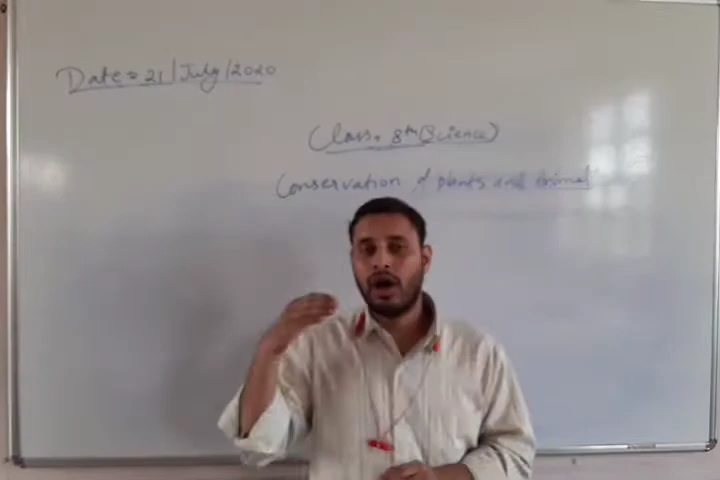 Date = 21/July/2020
Class. 8th (Science)
Conservation of plants and Animal